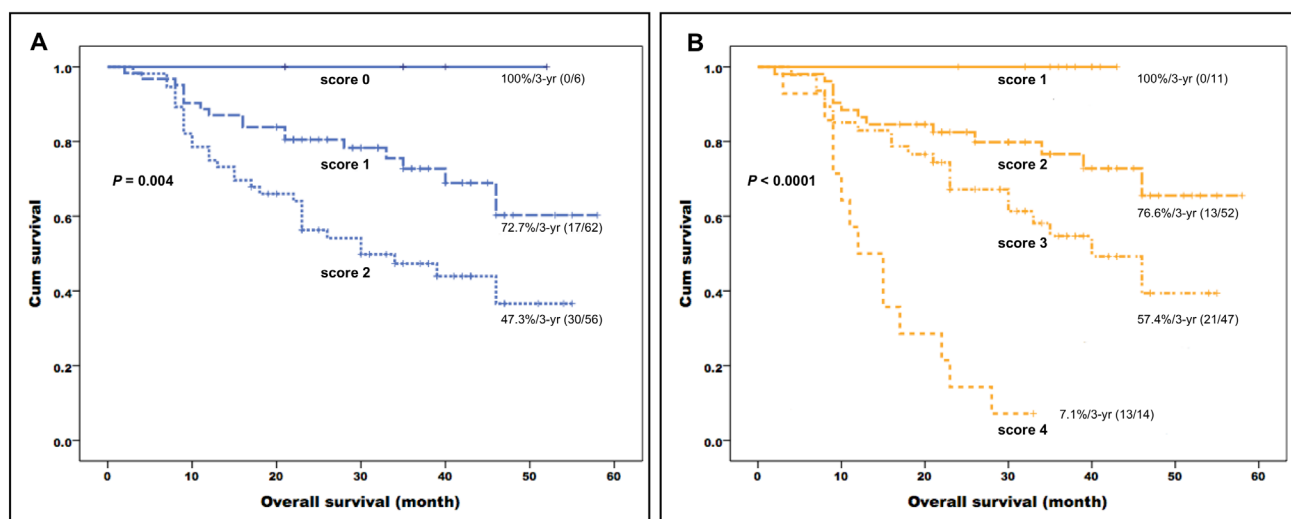 A
1.0
0.8
0.6
0.4
0.2
0.0
Cum survival
score 0
100%/3-yr (0/6)
score 1
P = 0.004
72.7%/3-yr (17/62)
score 2
47.3%/3-yr (30/56)
0 10 20 30 40 50 60
Overall survival (month)
B
1.0
0.8
0.6
0.4
0.2
0.0
Cum survival
score 1
100%/3-yr (0/11)
score 2
P < 0.0001
76.6%/3-yr (13/52)
score 3
57.4%/3-yr (21/47)
7.1%/3-yr (13/14)
score 4
0 10 20 30 40 50 60
Overall survival (month)